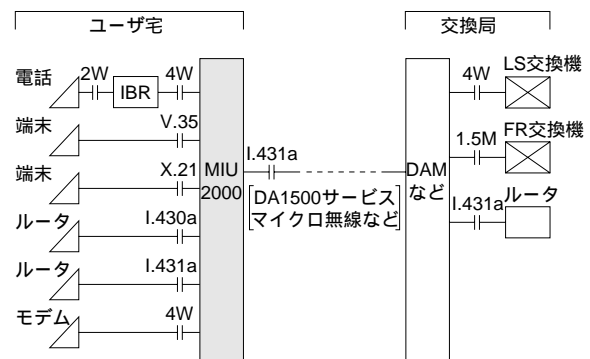 ユーザ宅
交換局
電話
2W
IBR
4W
端末
V.35
端末
X.21
ルータ
I.430a
ルータ
I.431a
モデム
4W
MIU
2000
I.431a
DA1500サービス
マイクロ無線など
DAM
など
4W
LS交換機
1.5M
FR交換機
I.431a
ルータ